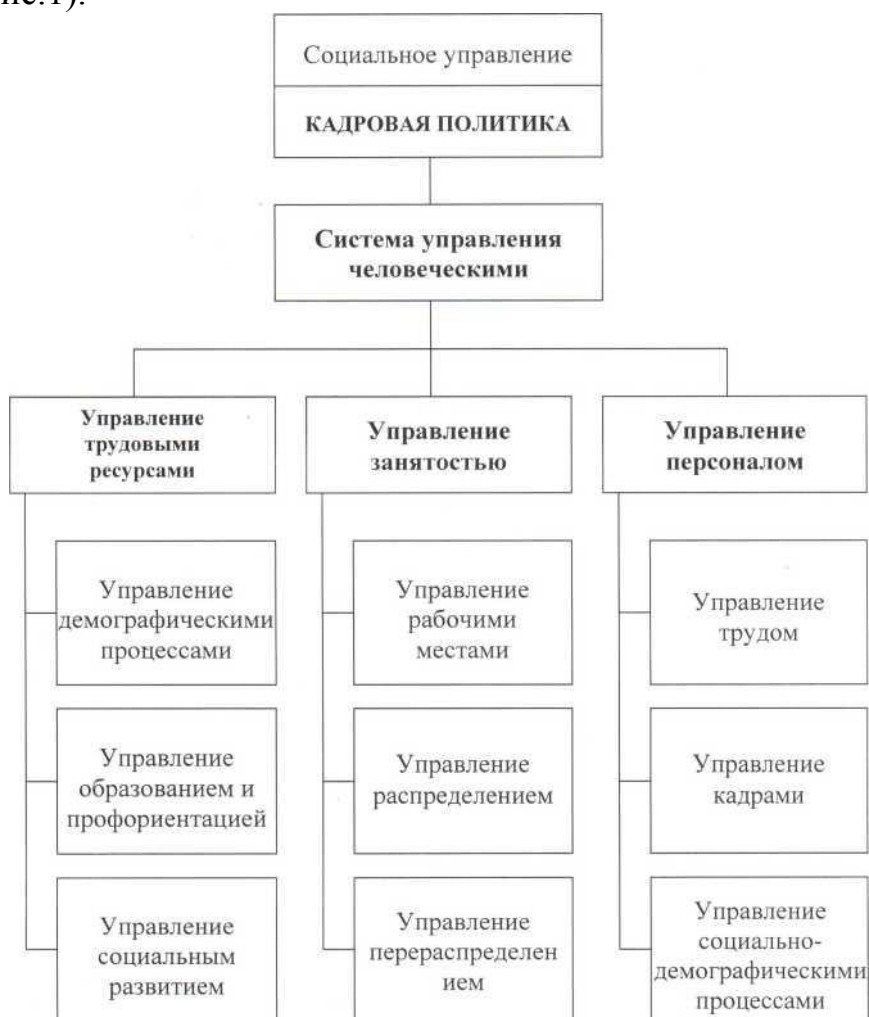 ис.1).
Социальное управление
КАДРОВАЯ ПОЛИТИКА
Система управления
человеческими
Управление
трудовыми
ресурсами
Управление
занятостью
Управление
персоналом
Управление
демографическими
процессами
Управление
рабочими
местами
Управление
трудом
Управление
образованием и
профориентацией
Управление
распределением
Управление
кадрами
Управление
социальным
развитием
Управление
перераспределен
ием
Управление
социально-
демографическими
процессами